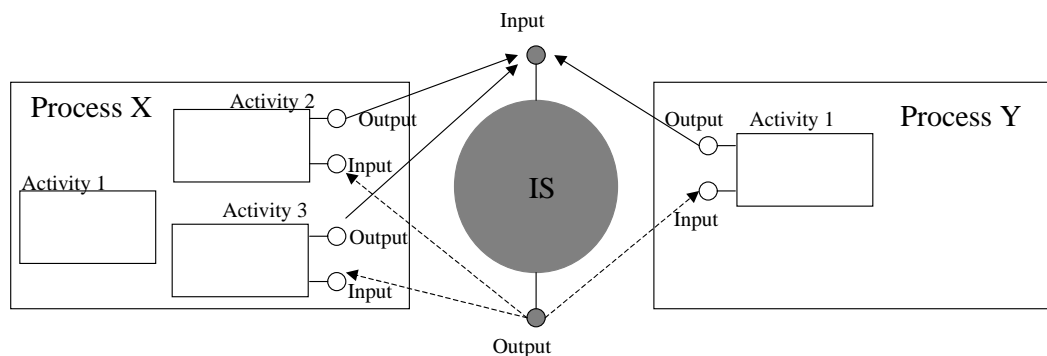 Input
Process X
Activity 2
Output
Input
Activity 1
Activity 3
Output
Input
IS
Output
Process Y
Output
Activity 1
Input